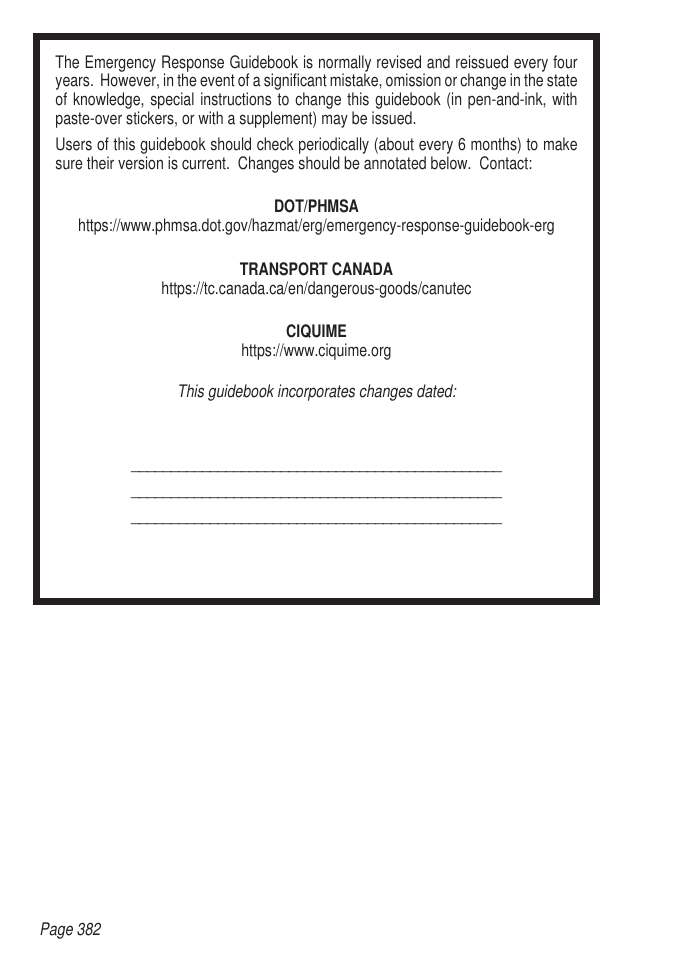 The Emergency Response Guidebook is normally revised and reissued every four
years.  However, in the event of a significant mistake, omission or change in the state
of knowledge, special instructions to change this guidebook (in pen-and-ink, with
paste-over stickers, or with a supplement) may be issued.
Users of this guidebook should check periodically (about every 6 months) to make
sure their version is current.  Changes should be annotated below.  Contact:
DOT/PHMSA
https://www.phmsa.dot.gov/hazmat/erg/emergency-response-guidebook-erg
TRANSPORT CANADA
https://tc.canada.ca/en/dangerous-goods/canutec
CIQUIME
https://www.ciquime.org
This guidebook incorporates changes dated:
Page 382